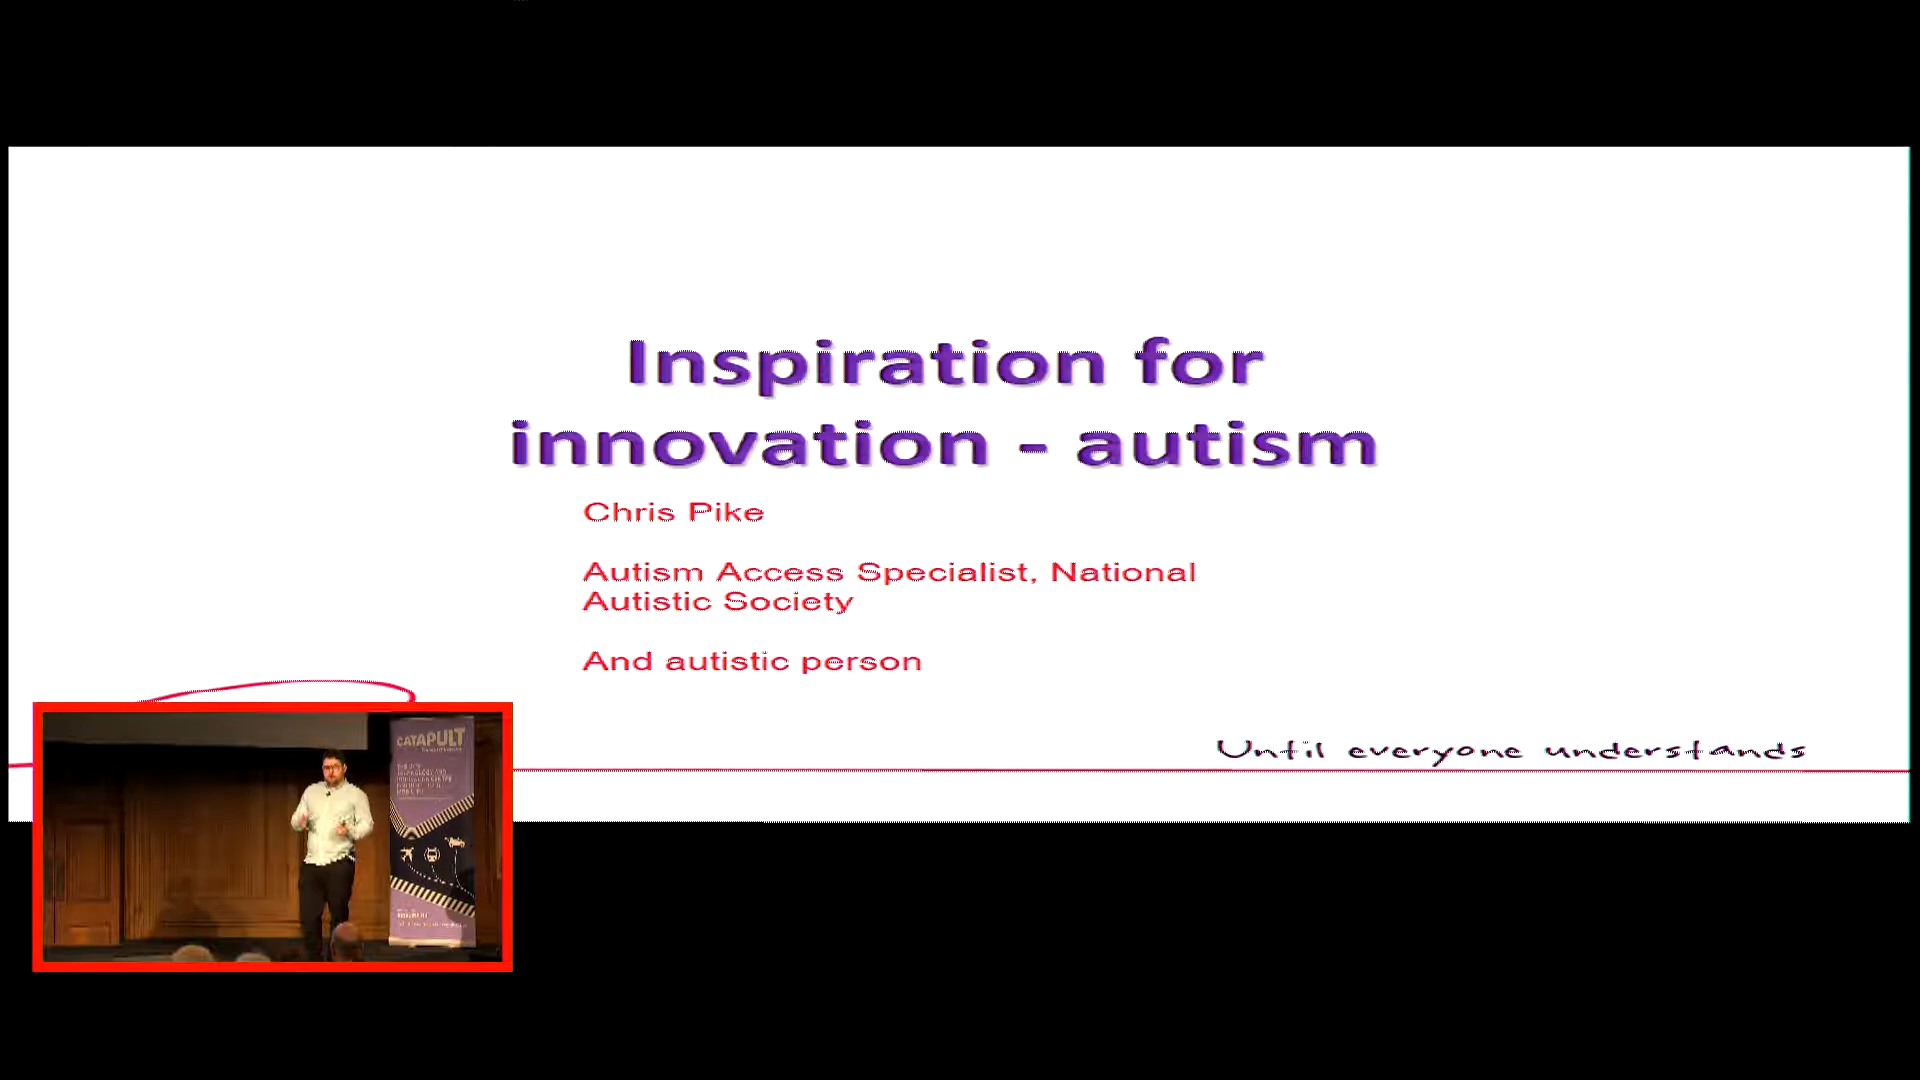 Inspiration for
innovation - autism
Chris Pike
Autism Access Specialist, National
Autistic Society
And autistic person
Until everyone understands
CATAPULT